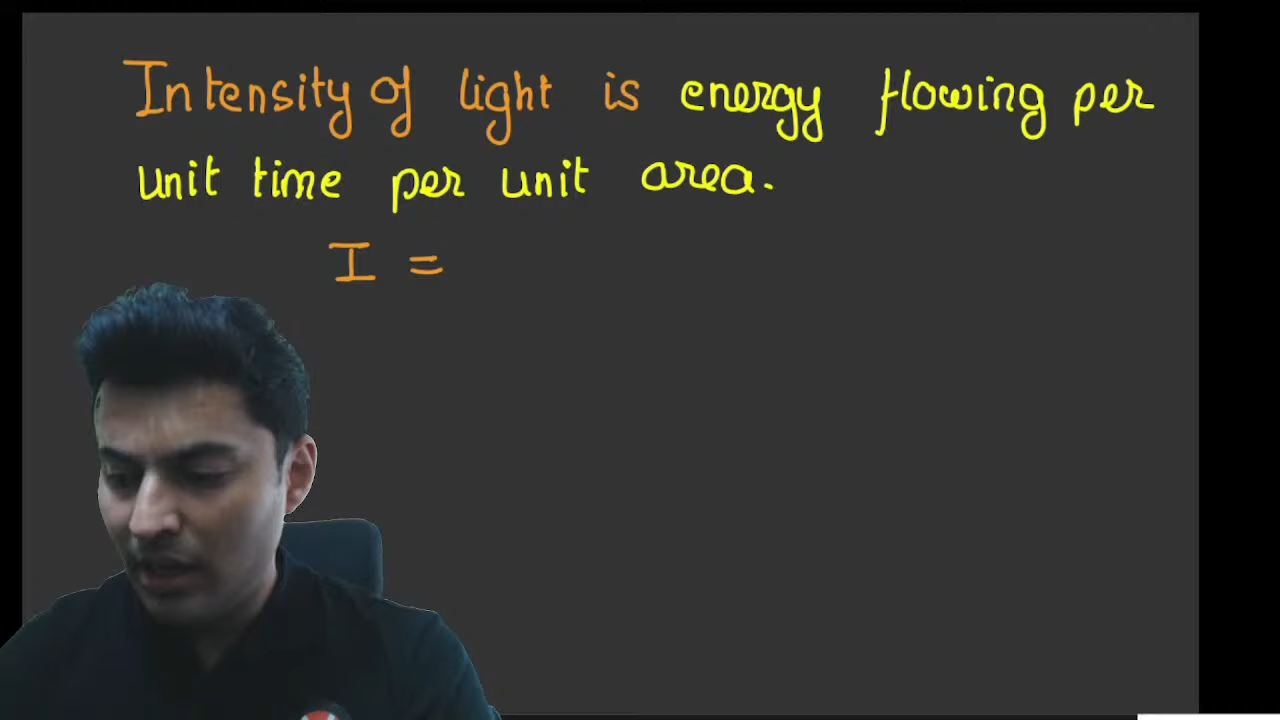 Intensity of light is energy flowing per
unit time per unit area.
I =